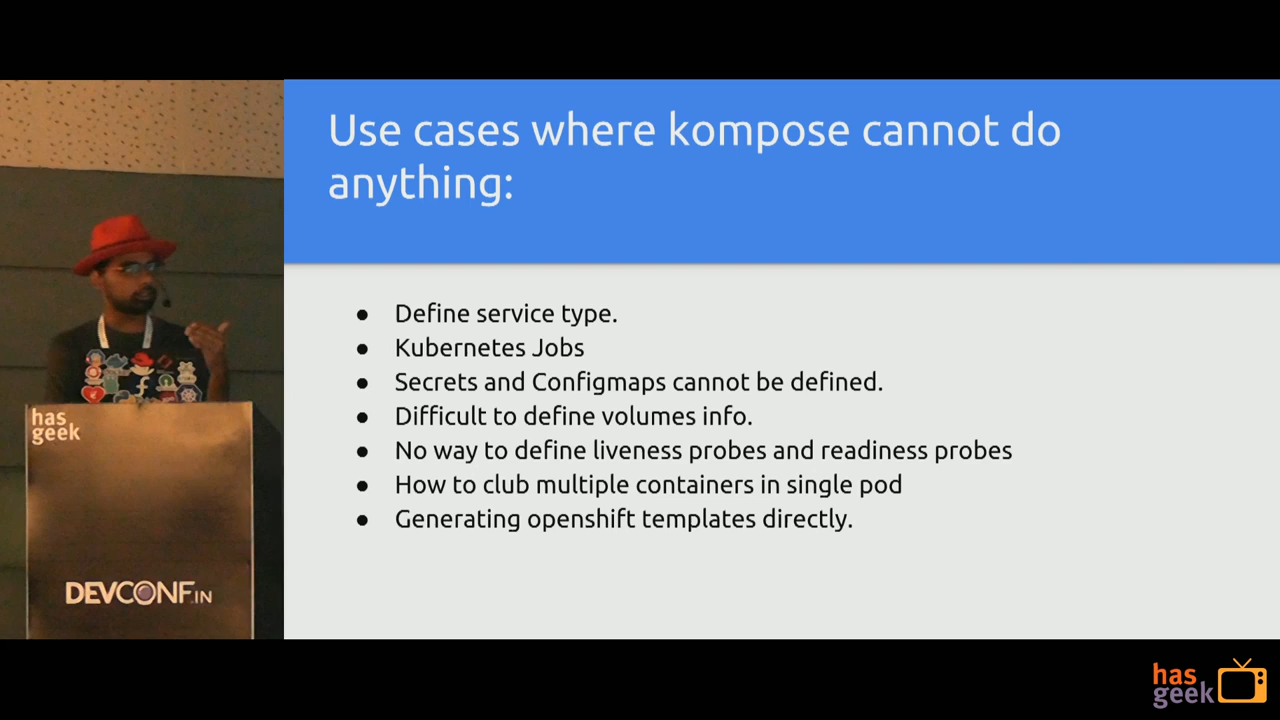 Use cases where kompose cannot do
anything:
● Define service type.
● Kubernetes Jobs
● Secrets and Configmaps cannot be defined.
● Difficult to define volumes info.
● No way to define liveness probes and readiness probes
● How to club multiple containers in single pod
● Generating openshift templates directly.
has
geek
DEVCONF.IN
has
geek